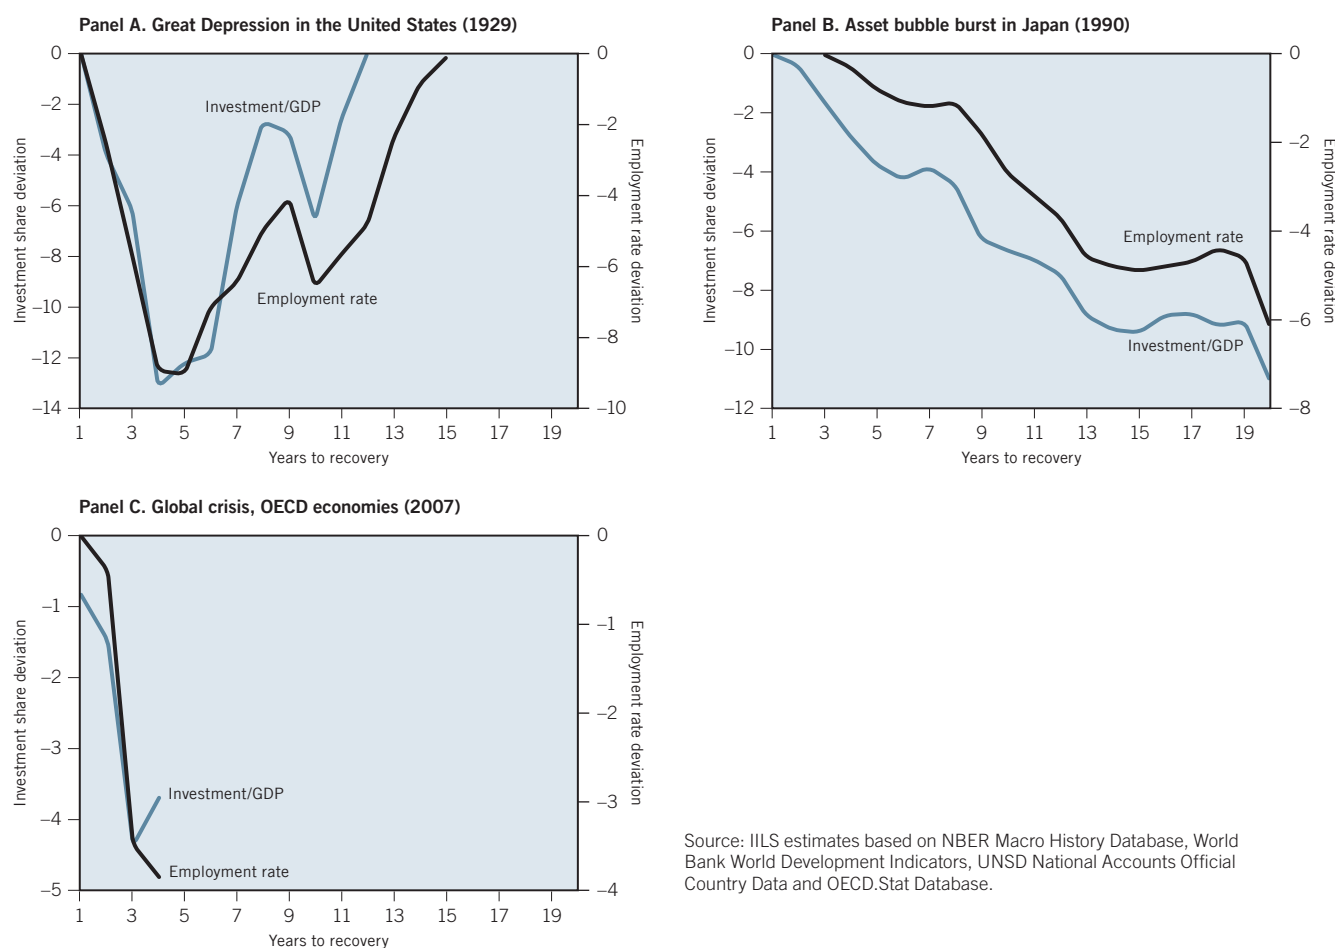 Panel A. Great Depression in the United States (1929)
Investment share deviation
0
–2
–4
–6
–8
–10
–12
–14
Investment/GDP
Employment rate
0
–2
–4
–6
–8
–10
Employment rate deviation
1 3 5 7 9 11 13 15 17 19
Years to recovery
Panel B. Asset bubble burst in Japan (1990)
Investment share deviation
0
–2
–4
–6
–8
–10
–12
Employment rate
Investment/GDP
0
–2
–4
–6
–8
Employment rate deviation
1 3 5 7 9 11 13 15 17 19
Years to recovery
Panel C. Global crisis, OECD economies (2007)
Investment share deviation
0
–1
–2
–3
–4
–5
Investment/GDP
Employment rate
0
–1
–2
–3
–4
Employment rate deviation
1 3 5 7 9 11 13 15 17 19
Years to recovery
Source: IILS estimates based on NBER Macro History Database, World
Bank World Development Indicators, UNSD National Accounts Official
Country Data and OECD.Stat Database.